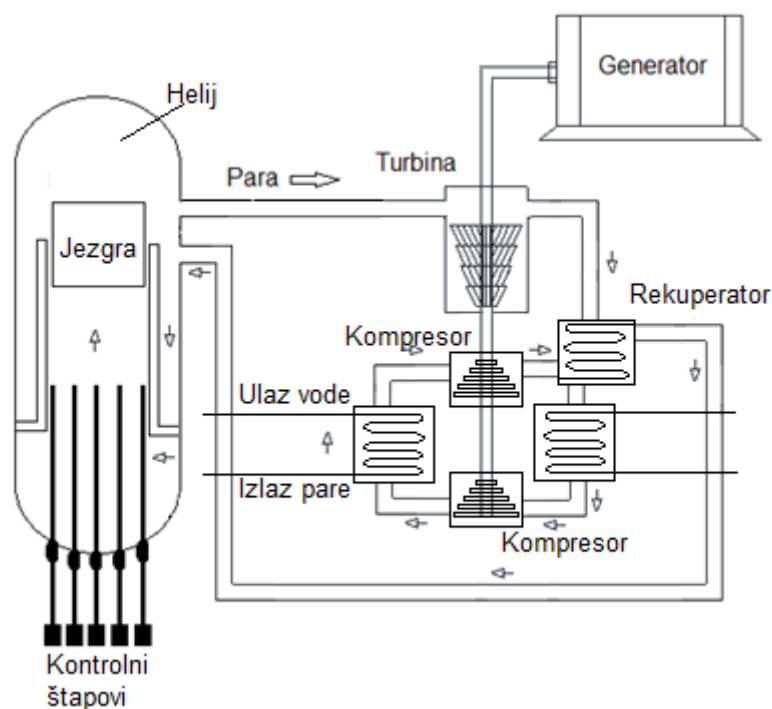 Generator
Helij
Turbina
Para
Jezgra
Rekuperator
Kompresor
Ulaz vode
Izlaz pare
Kompresor
Kontrolni
štapovi